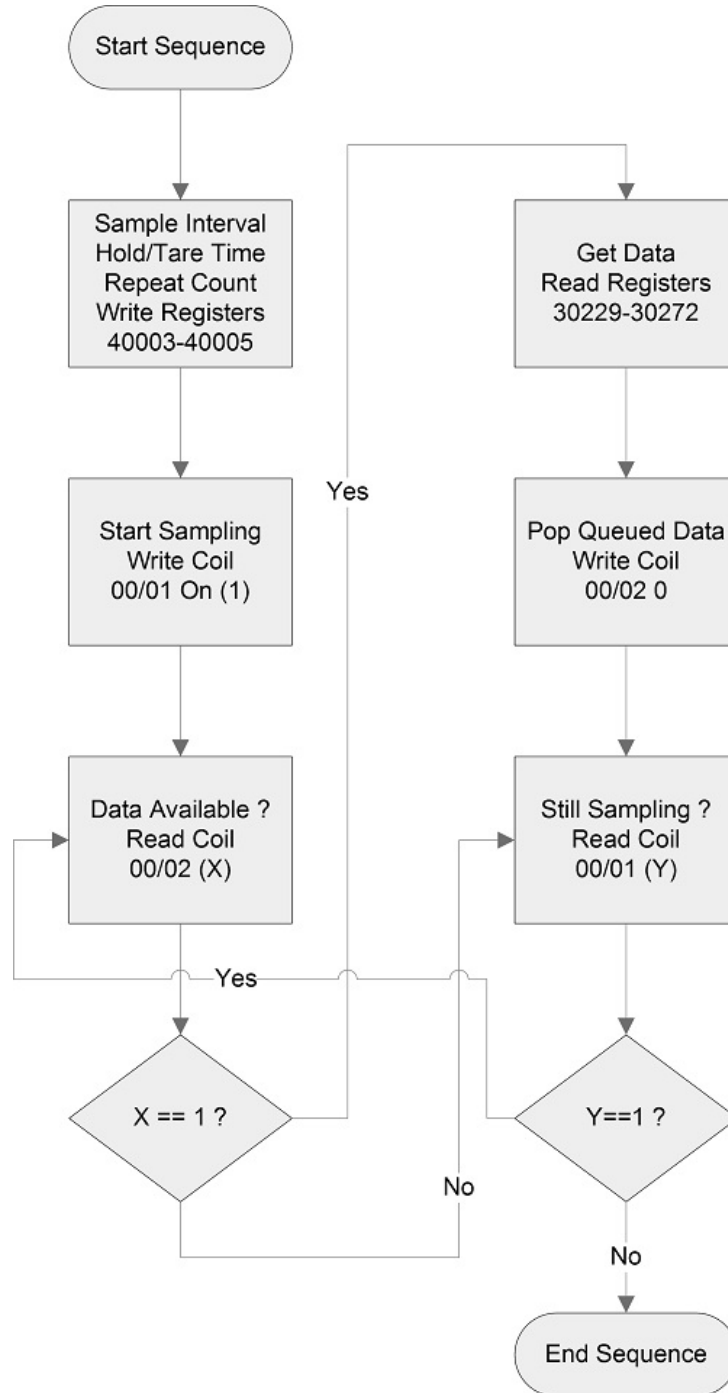 Start Sequence
Sample Interval
Hold/Tare Time
Repeat Count
Write Registers
40003-40005
Start Sampling
Write Coil
00/01 On (1)
Data Available ?
Read Coil
00/02 (X)
X == 1 ?
Yes
No
Get Data
Read Registers
30229-30272
Pop Queued Data
Write Coil
00/02 0
Still Sampling ?
Read Coil
00/01 (Y)
Y==1 ?
Yes
No
End Sequence